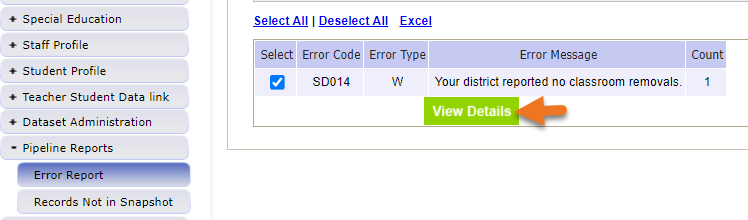 + Special Education
+ Staff Profile
+ Student Profile
+ Teacher Student Data link
+ Dataset Administration
- Pipeline Reports
Error Report
Records Not in Snapshot
Select All | Deselect All Excel
Select Error Code Error Type Error Message Count
SD014 W Your district reported no classroom removals. 1
View Details